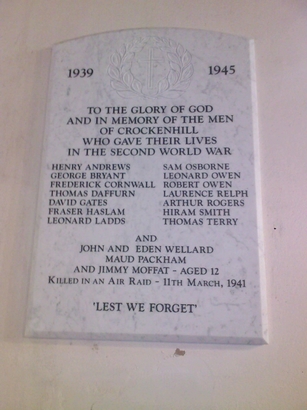 1939 1945
TO THE GLORY OF GOD
AND IN MEMORY OF THE MEN
OF CROCKENHILL
WHO GAVE THEIR LIVES
IN THE SECOND WORLD WAR
HENRY ANDREWS SAM OSBORNE
GEORGE BRYANT LEONARD OWEN
FREDERICK CORNWALL ROBERT OWEN
THOMAS DAFFURN LAURENCE RELPH
DAVID GATES ARTHUR ROGERS
FRASER HASLAM HIRAM SMITH
LEONARD LADDS THOMAS TERRY
AND
JOHN AND EDEN WELLARD
MAUD PACKHAM
AND JIMMY MOFFAT - AGED 12
KILLED IN AN AIR RAID - 11TH MARCH, 1941
'LEST WE FORGET'